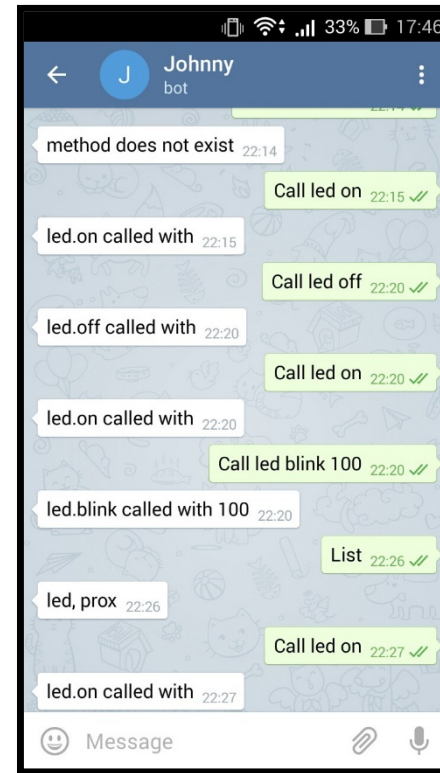 33% 17:46
J Johnny
bot
method does not exist 22:14
Call led on 22:15
led.on called with 22:15
Call led off 22:20
led.off called with 22:20
Call led on 22:20
led.on called with 22:20
Call led blink 100 22:20
led.blink called with 100 22:20
List 22:26
led, prox 22:26
Call led on 22:27
led.on called with 22:27
Message